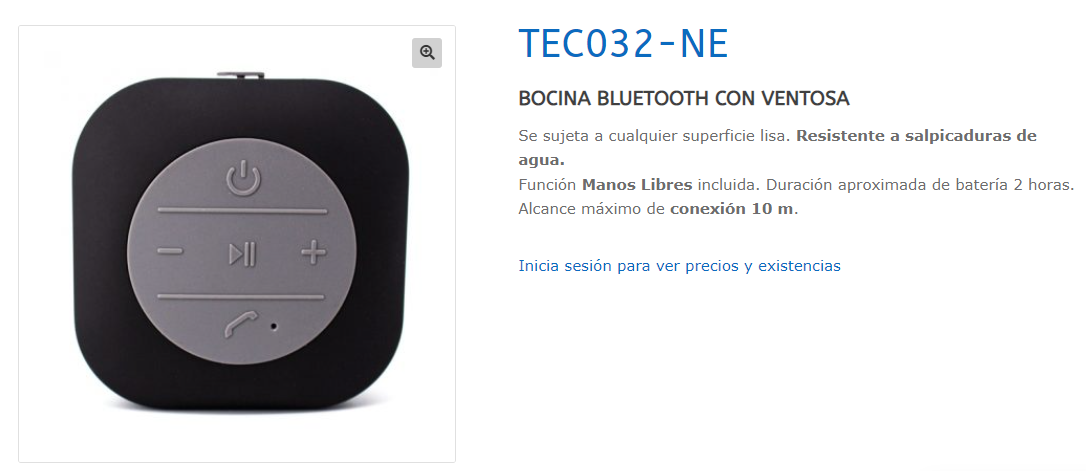 TEC032-NE
BOCINA BLUETOOTH CON VENTOSA
Se sujeta a cualquier superficie lisa. Resistente a salpicaduras de
agua.
Función Manos Libres incluida. Duración aproximada de batería 2 horas.
Alcance máximo de conexión 10 m.
Inicia sesión para ver precios y existencias